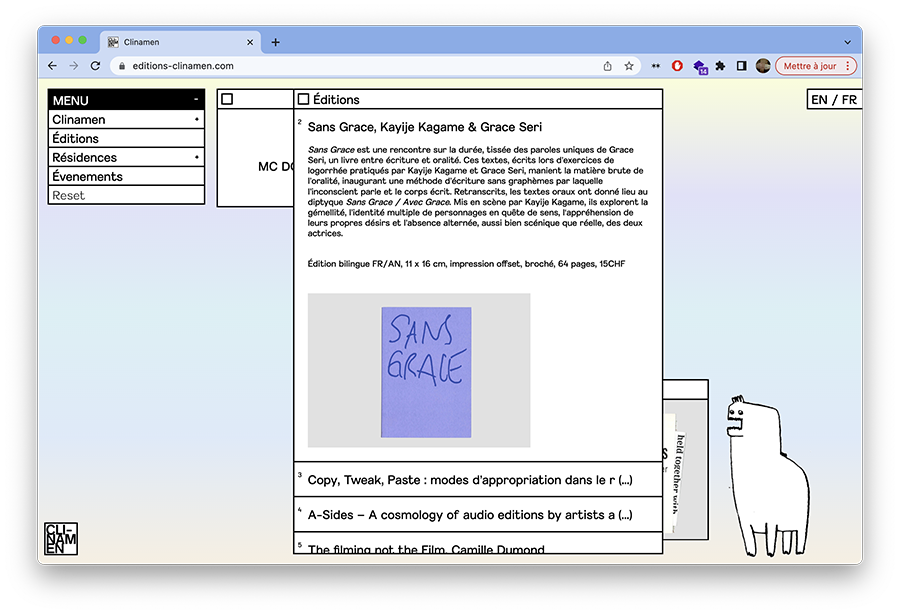 Clinamen
editions-clinamen.com
14
Mettre à jour
MENU -
Clinamen +
Éditions
Résidences +
Évenements
Reset
MC DO
Éditions
EN / FR
2 Sans Grace, Kayije Kagame & Grace Seri
Sans Grace est une rencontre sur la durée, tissée des paroles uniques de Grace
Seri, un livre entre écriture et oralité. Ces textes, écrits lors d'exercices de
logorrhée pratiqués par Kayije Kagame et Grace Seri, manient la matière brute de
l'oralité, inaugurant une méthode d'écriture sans graphèmes par laquelle
l'inconscient parle et le corps écrit. Retranscrits, les textes oraux ont donné lieu au
diptyque Sans Grace / Avec Grace. Mis en scène par Kayije Kagame, ils explorent la
gémellité, l'identité multiple de personnages en quête de sens, l'appréhension de
leurs propres désirs et l'absence alternée, aussi bien scénique que réelle, des deux
actrices.
Édition bilingue FR/AN, 11 x 16 cm, impression offset, broché, 64 pages, 15CHF
SANS
GRACE
3 Copy, Tweak, Paste : modes d'appropriation dans le r (...)
4 A-Sides – A cosmology of audio editions by artists a (...)
5 The filming not the Film, Camille Dumond
held together with
CLI-
NAM
EN